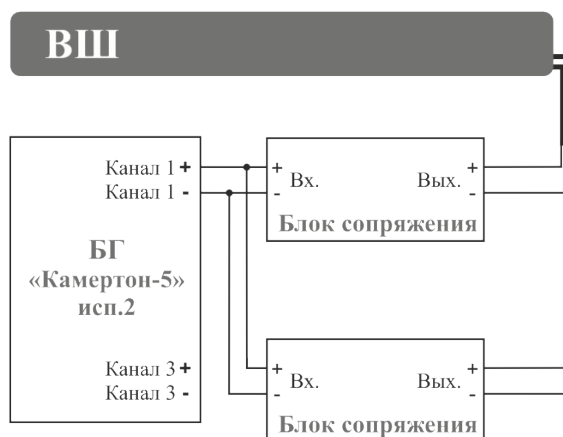 ВШ
Канал 1 +
Канал 1 -
БГ
«Камертон-5»
исп.2
Канал 3 +
Канал 3 -
+ Вх. Вых. +
- -
Блок сопряжения
+ Вх. Вых. +
- -
Блок сопряжения